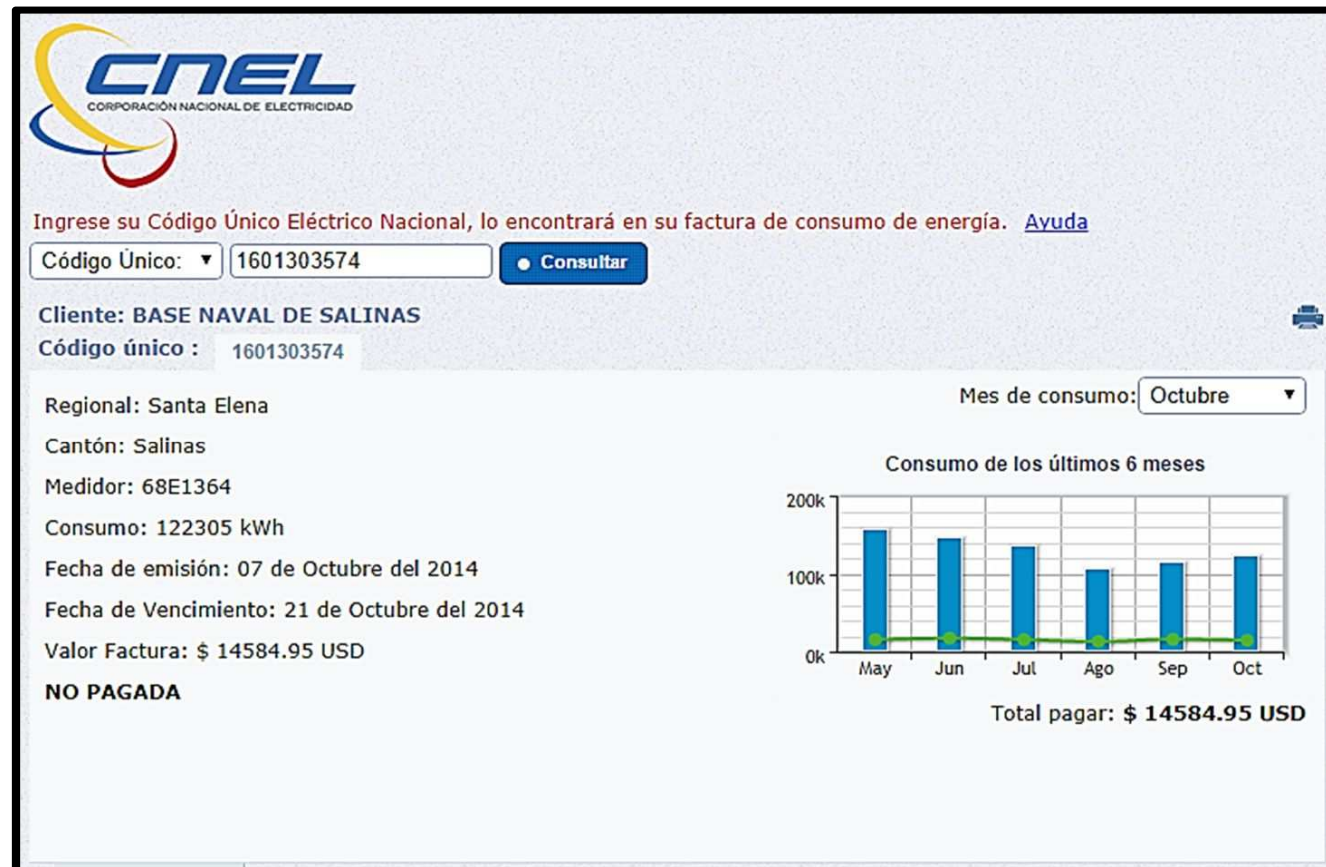 CNEL
CORPORACIÓN NACIONAL DE ELECTRICIDAD
Ingrese su Código Único Eléctrico Nacional, lo encontrará en su factura de consumo de energía. Ayuda
Código Único: 1601303574 Consultar
Cliente: BASE NAVAL DE SALINAS
Código único : 1601303574
Regional: Santa Elena
Cantón: Salinas
Medidor: 68E1364
Consumo: 122305 kWh
Fecha de emisión: 07 de Octubre del 2014
Fecha de Vencimiento: 21 de Octubre del 2014
Valor Factura: $ 14584.95 USD
NO PAGADA
Mes de consumo: Octubre
Consumo de los últimos 6 meses
200k
100k
0k
May Jun Jul Ago Sep Oct
Total pagar: $ 14584.95 USD